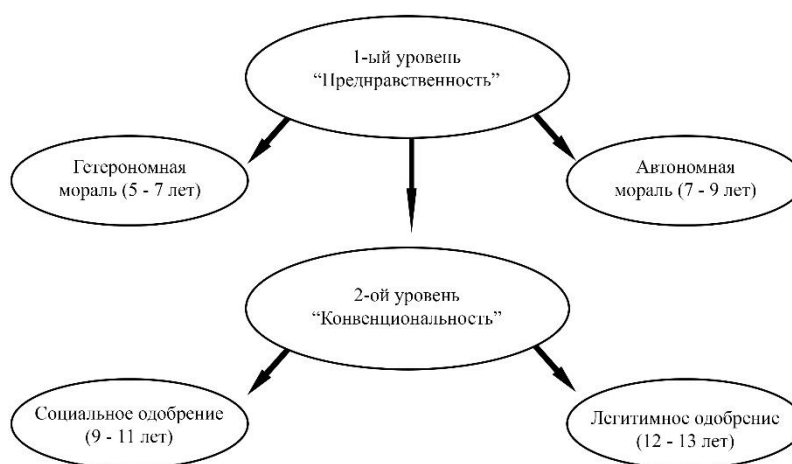 1-ый уровень
“Преднравственность”
Гетерономная
мораль (5 - 7 лет)
Автономная
мораль (7 - 9 лет)
2-ой уровень
“Конвенциональность”
Социальное одобрение
(9 - 11 лет)
Легитимное одобрение
(12 - 13 лет)